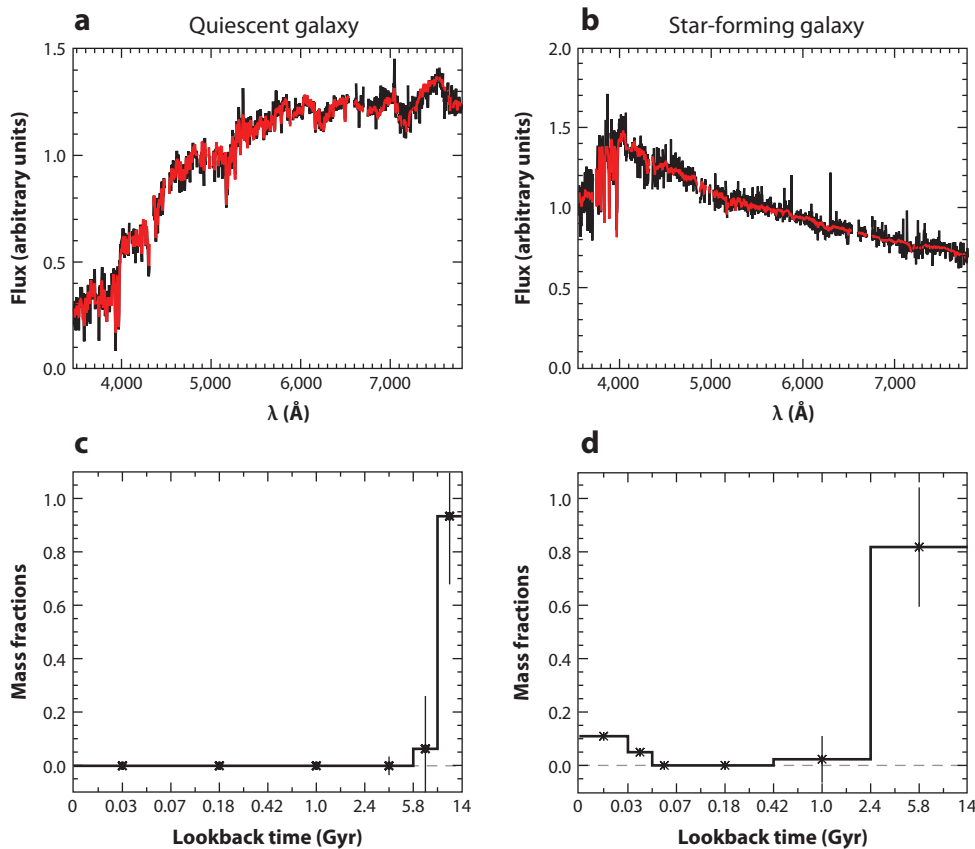 a Quiescent galaxy
1.5
1.0
0.5
0.0
Flux (arbitrary units)
4,000 5,000 6,000 7,000
λ (Å)
b Star-forming galaxy
2.0
1.5
1.0
0.5
0.0
Flux (arbitrary units)
4,000 5,000 6,000 7,000
λ (Å)
c
1.0
0.8
0.6
0.4
0.2
0.0
Mass fractions
0 0.03 0.07 0.18 0.42 1.0 2.4 5.8 14
Lookback time (Gyr)
d
1.0
0.8
0.6
0.4
0.2
0.0
Mass fractions
0 0.03 0.07 0.18 0.42 1.0 2.4 5.8 14
Lookback time (Gyr)